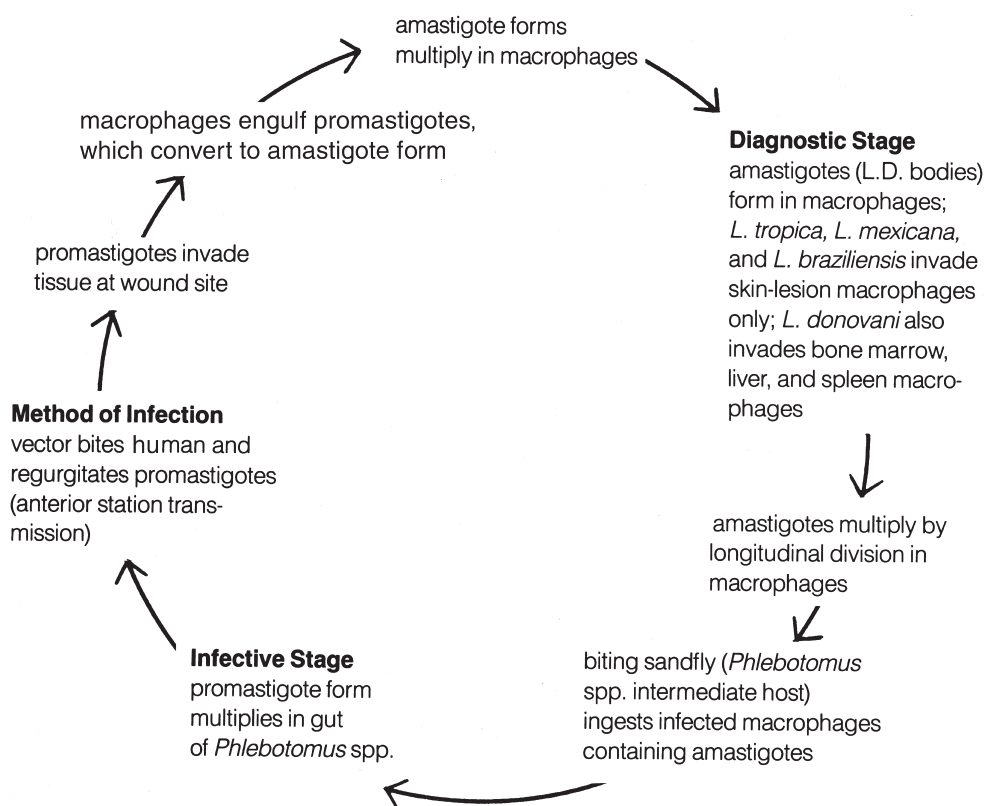 amastigote forms
multiply in macrophages
Diagnostic Stage
amastigotes (L.D. bodies)
form in macrophages;
L. tropica, L. mexicana,
and L. braziliensis invade
skin-lesion macrophages
only; L. donovani also
invades bone marrow,
liver, and spleen macro-
phages
amastigotes multiply by
longitudinal division in
macrophages
biting sandfly (Phlebotomus
spp. intermediate host)
ingests infected macrophages
containing amastigotes
Infective Stage
promastigote form
multiplies in gut
of Phlebotomus spp.
Method of Infection
vector bites human and
regurgitates promastigotes
(anterior station trans-
mission)
promastigotes invade
tissue at wound site
macrophages engulf promastigotes,
which convert to amastigote form